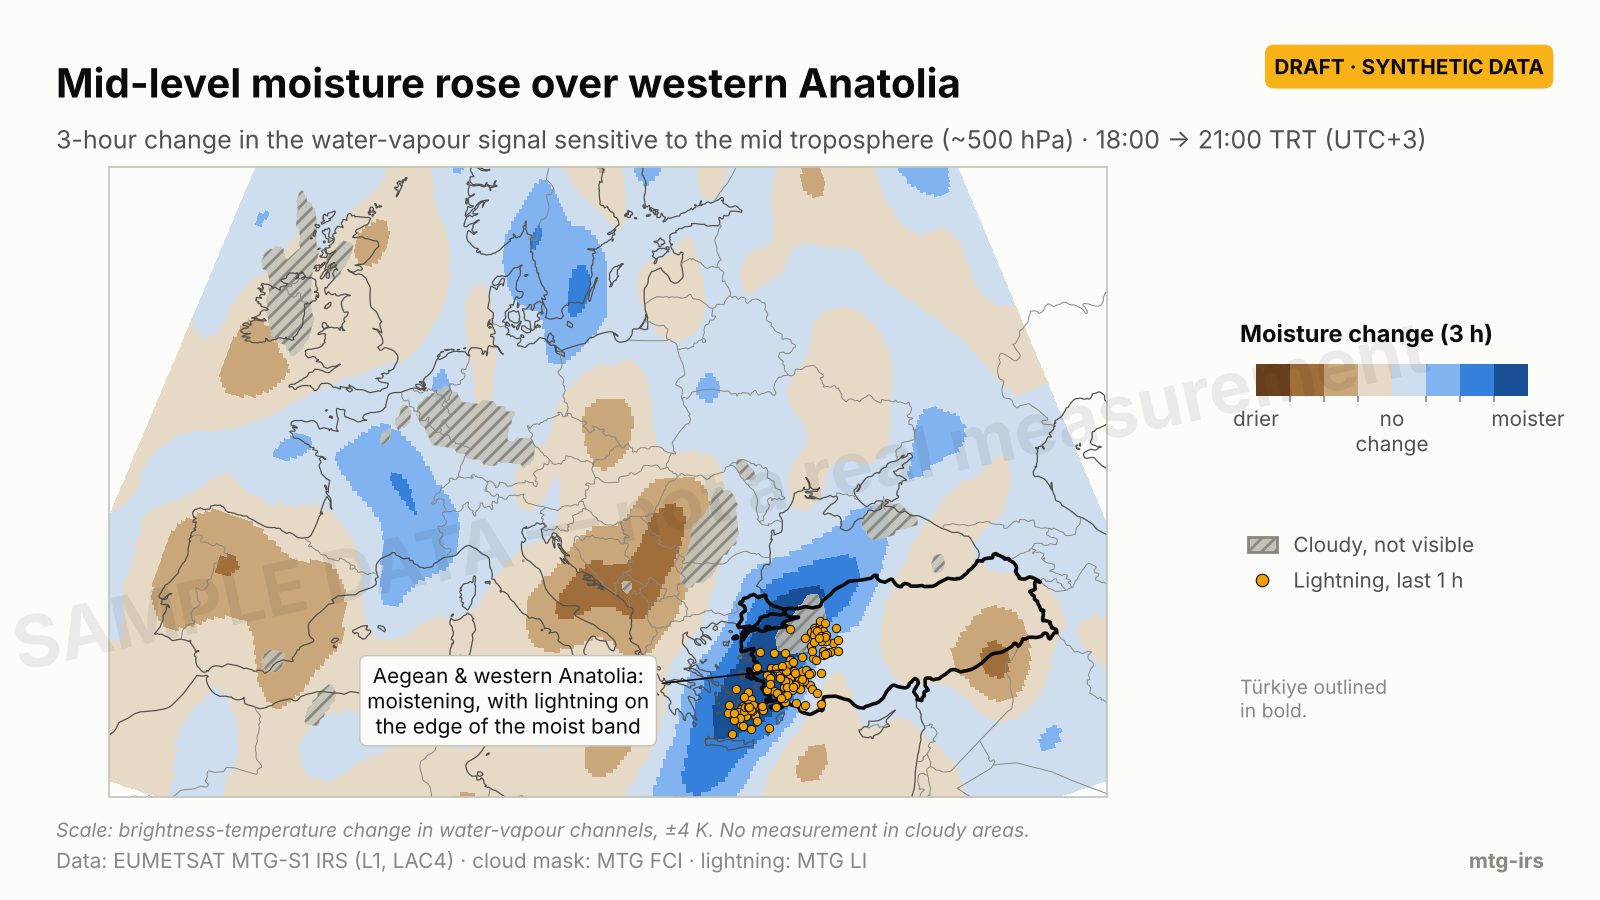 Mid-level moisture rose over western Anatolia
DRAFT · SYNTHETIC DATA
3-hour change in the water-vapour signal sensitive to the mid troposphere (~500 hPa) · 18:00 → 21:00 TRT (UTC+3)
SAMPLE DATA — not a real measurement
Moisture change (3 h)
drier
no
change
moister
Cloudy, not visible
Lightning, last 1 h
Aegean & western Anatolia:
moistening, with lightning on
the edge of the moist band
Türkiye outlined
in bold.
Scale: brightness-temperature change in water-vapour channels, ±4 K. No measurement in cloudy areas.
Data: EUMETSAT MTG-S1 IRS (L1, LAC4) · cloud mask: MTG FCI · lightning: MTG LI
mtg-irs